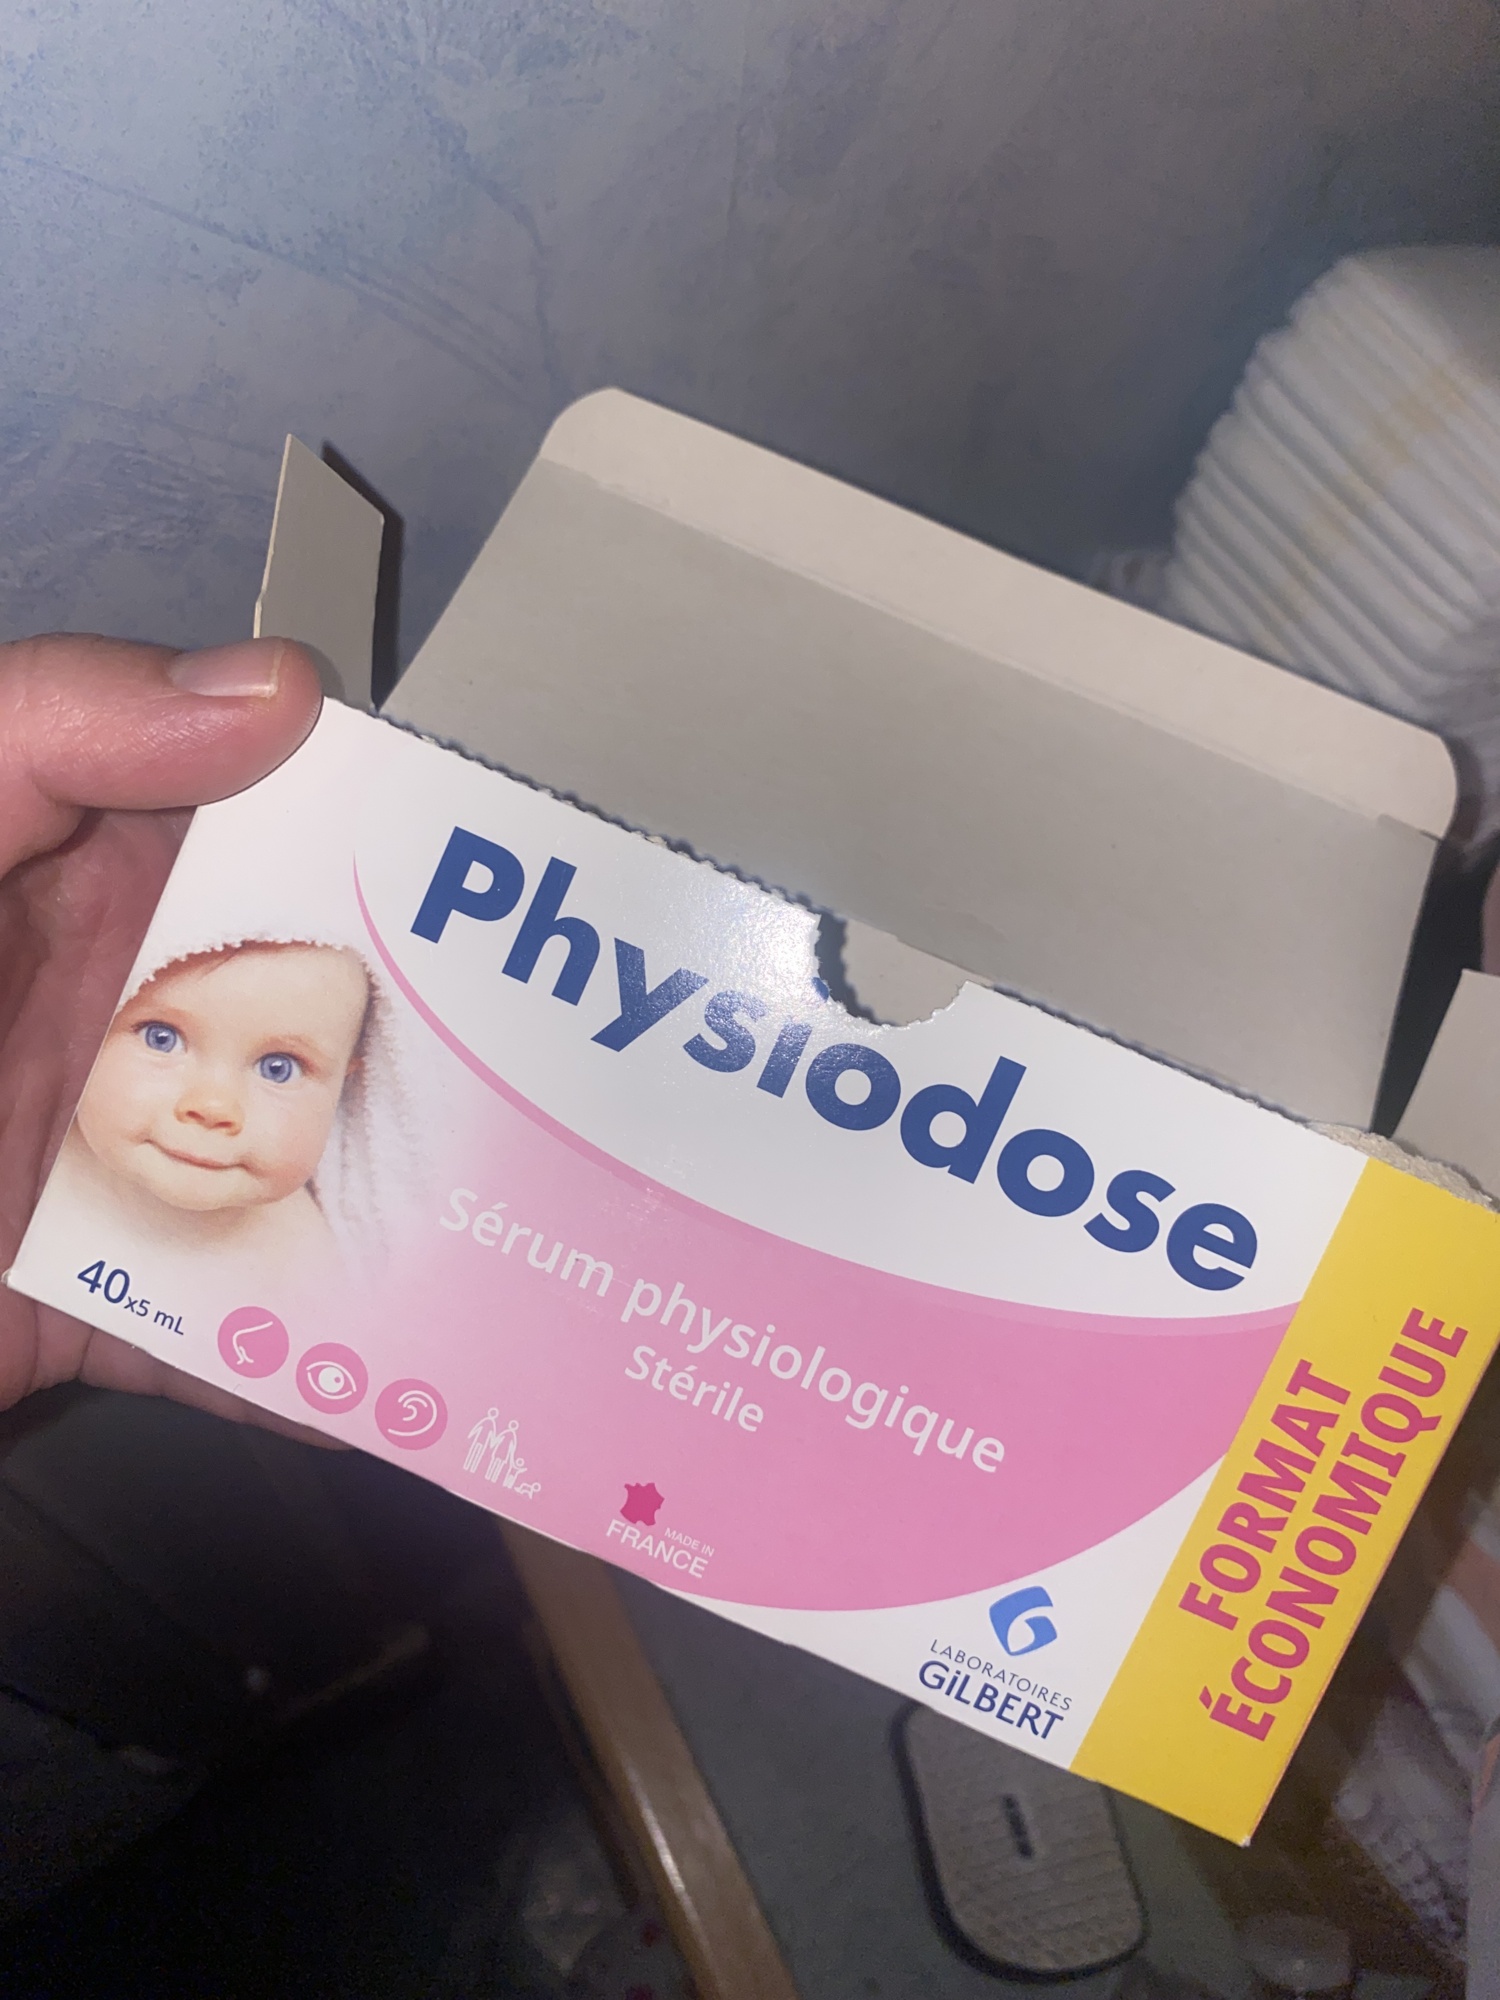 Physiodose
Sérum physiologique
Stérile
40x5 mL
MADE IN
FRANCE
LABORATOIRES
GiLBERT
FORMAT
ÉCONOMIQUE